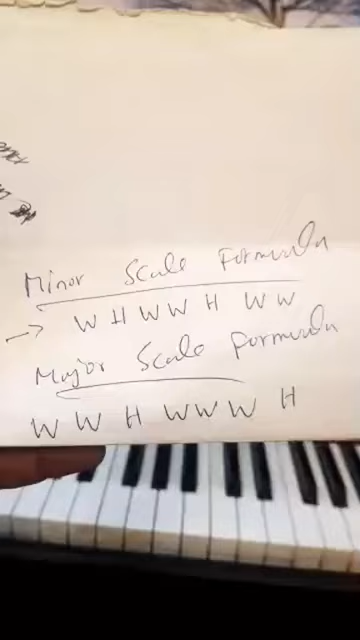 Minor Scale Formula
→ W H W W H W W
Major Scale Formula
W W H W W W H